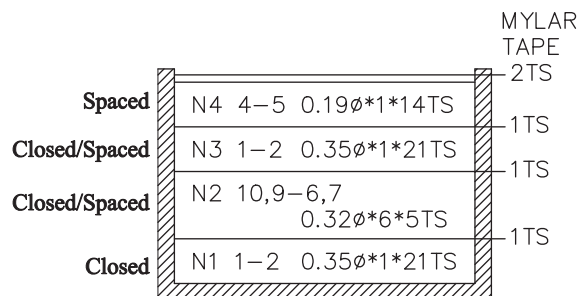 MYLAR
TAPE
2TS
Spaced N4 4-5 0.19ø*1*14TS
1TS
Closed/Spaced N3 1-2 0.35ø*1*21TS
1TS
Closed/Spaced N2 10,9-6,7
0.32ø*6*5TS
1TS
Closed N1 1-2 0.35ø*1*21TS